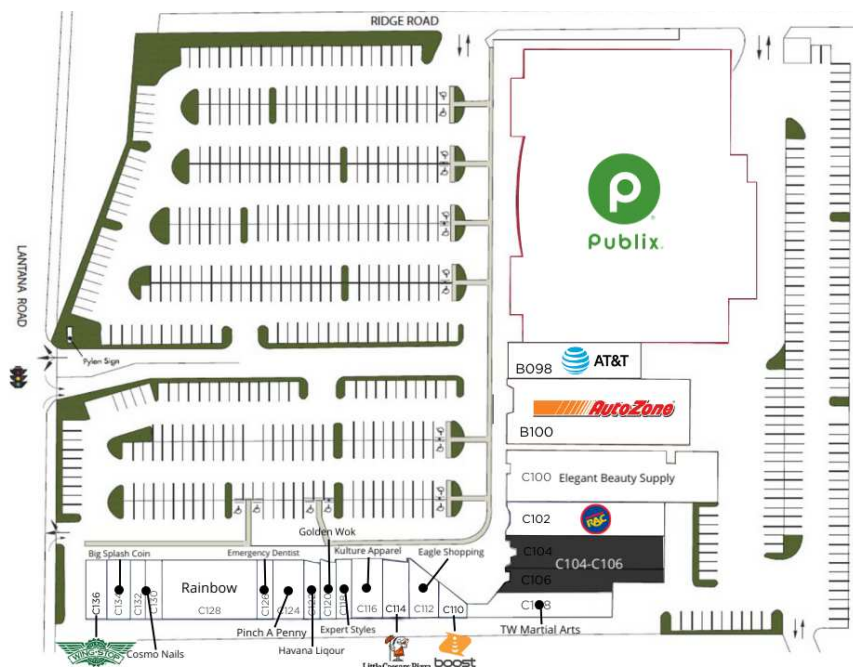 RIDGE ROAD
LANTANA ROAD
Pylon Sign
Publix
B098 AT&T
AutoZone
B100
C100 Elegant Beauty Supply
C102 RAC
C104
C104-C106
C106
TW Martial Arts
Golden Wok
Big Splash Coin
Emergency Dentist
Kulture Apparel
Eagle Shopping
Rainbow
C136
C134
C132
C130
C128
C126
C124
C120
C118
C116
C114
C112
C110
Pinch A Penny
Expert Styles
Havana Liqour
Cosmo Nails
WING-STOP
Little Caesars Pizza
boost